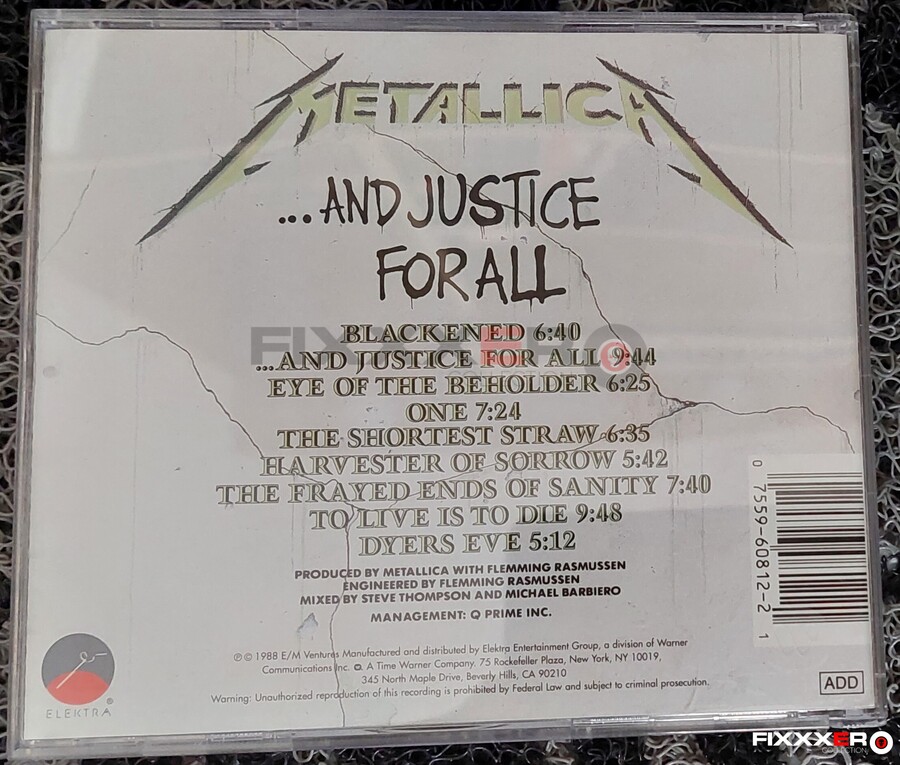 METALLICA
...AND JUSTICE
FOR ALL
BLACKENED 6:40
...AND JUSTICE FOR ALL 9:44
EYE OF THE BEHOLDER 6:25
ONE 7:24
THE SHORTEST STRAW 6:35
HARVESTER OF SORROW 5:42
THE FRAYED ENDS OF SANITY 7:40
TO LIVE IS TO DIE 9:48
DYERS EVE 5:12
PRODUCED BY METALLICA WITH FLEMMING RASMUSSEN
ENGINEERED BY FLEMMING RASMUSSEN
MIXED BY STEVE THOMPSON AND MICHAEL BARBIERO
MANAGEMENT: Q PRIME INC.
℗ © 1988 E/M Ventures Manufactured and distributed by Elektra Entertainment Group, a division of Warner
Communications Inc. A Time Warner Company. 75 Rockefeller Plaza, New York, NY 10019,
345 North Maple Drive, Beverly Hills, CA 90210
Warning: Unauthorized reproduction of this recording is prohibited by Federal Law and subject to criminal prosecution.
ELEKTRA®
0 7559-60812-2 1
ADD
FIXXXERO
FIXXXERO
COLLECTION